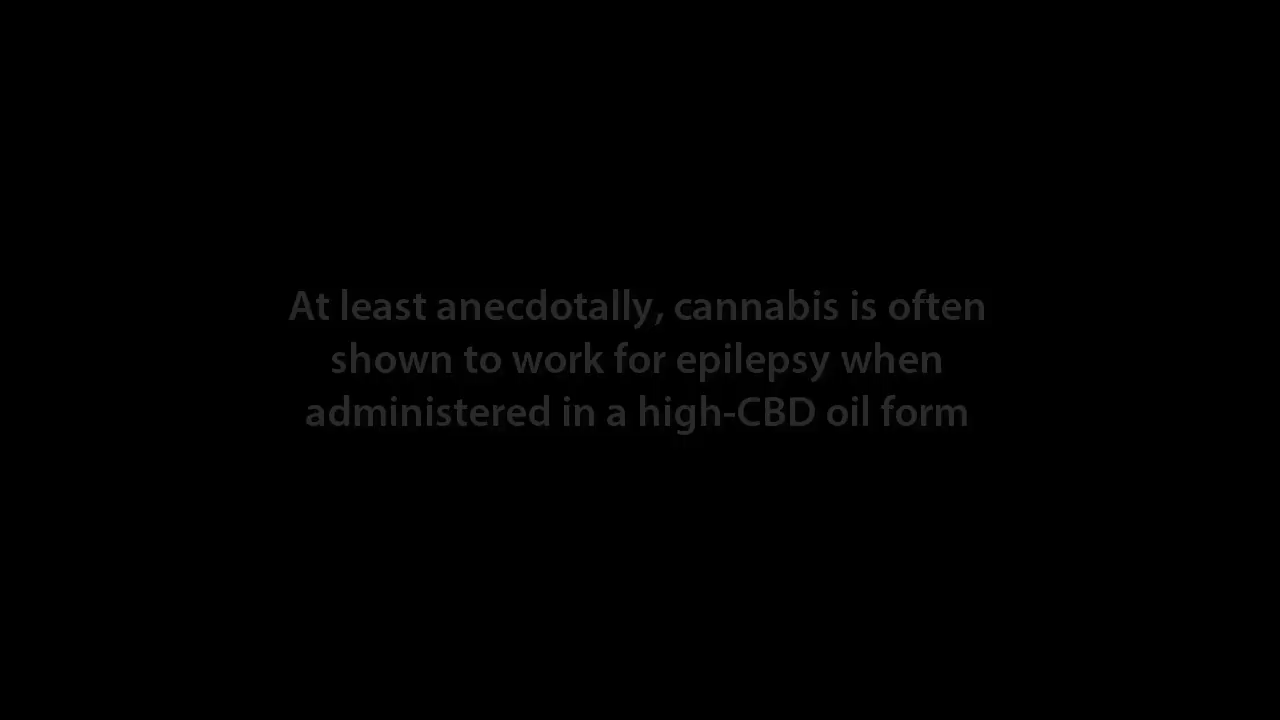 At least anecdotally, cannabis is often
shown to work for epilepsy when
administered in a high-CBD oil form